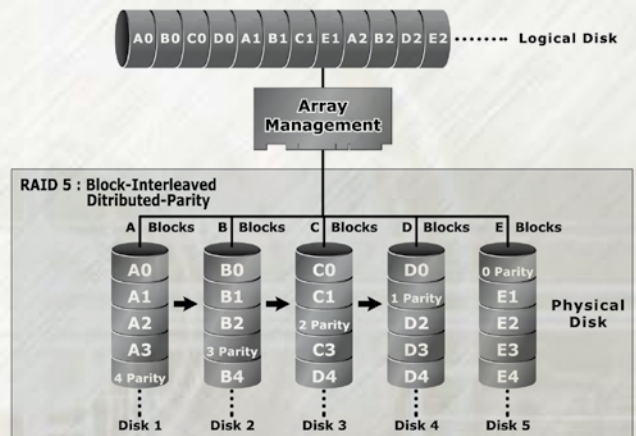 A0 B0 C0 D0 A1 B1 C1 E1 A2 B2 D2 E2 Logical Disk
Array
Management
RAID 5 : Block-Interleaved
Ditributed-Parity
A Blocks B Blocks C Blocks D Blocks E Blocks
A0 B0 C0 D0 0 Parity
A1 B1 C1 1 Parity E1
A2 B2 2 Parity D2 E2
A3 3 Parity C3 D3 E3
4 Parity B4 D4 D4 E4
Physical
Disk
Disk 1 Disk 2 Disk 3 Disk 4 Disk 5